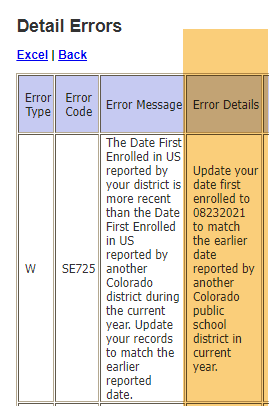 Detail Errors
Excel | Back
Error Type
Error Code
Error Message
Error Details
W
SE725
The Date First
Enrolled in US
reported by
your district is
more recent
than the Date
First Enrolled
in US
reported by
another
Colorado
district during
the current
year. Update
your records
to match the
earlier
reported
date.
Update your
date first
enrolled to
08232021
to match
the earlier
date
reported by
another
Colorado
public
school
district in
current
year.